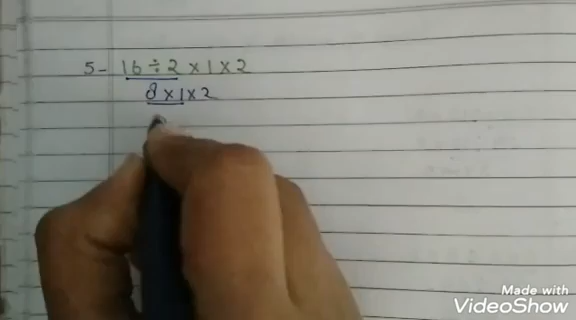 5- 16 ÷ 2 × 1 × 2
8 × 1 × 2
Made with
VideoShow